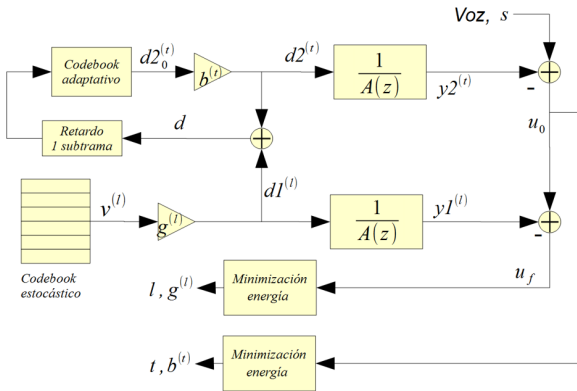 Voz, s
Codebook
adaptativo
d2₀⁽ᵗ⁾
b⁽ᵗ⁾
d2⁽ᵗ⁾
1
A(z)
y2⁽ᵗ⁾
+
-
Retardo
1 subtrama
d
+
u₀
d1⁽ˡ⁾
v⁽ˡ⁾
g⁽ˡ⁾
1
A(z)
y1⁽ˡ⁾
+
-
Codebook
estocástico
l, g⁽ˡ⁾
Minimización
energía
u_f
t, b⁽ᵗ⁾
Minimización
energía